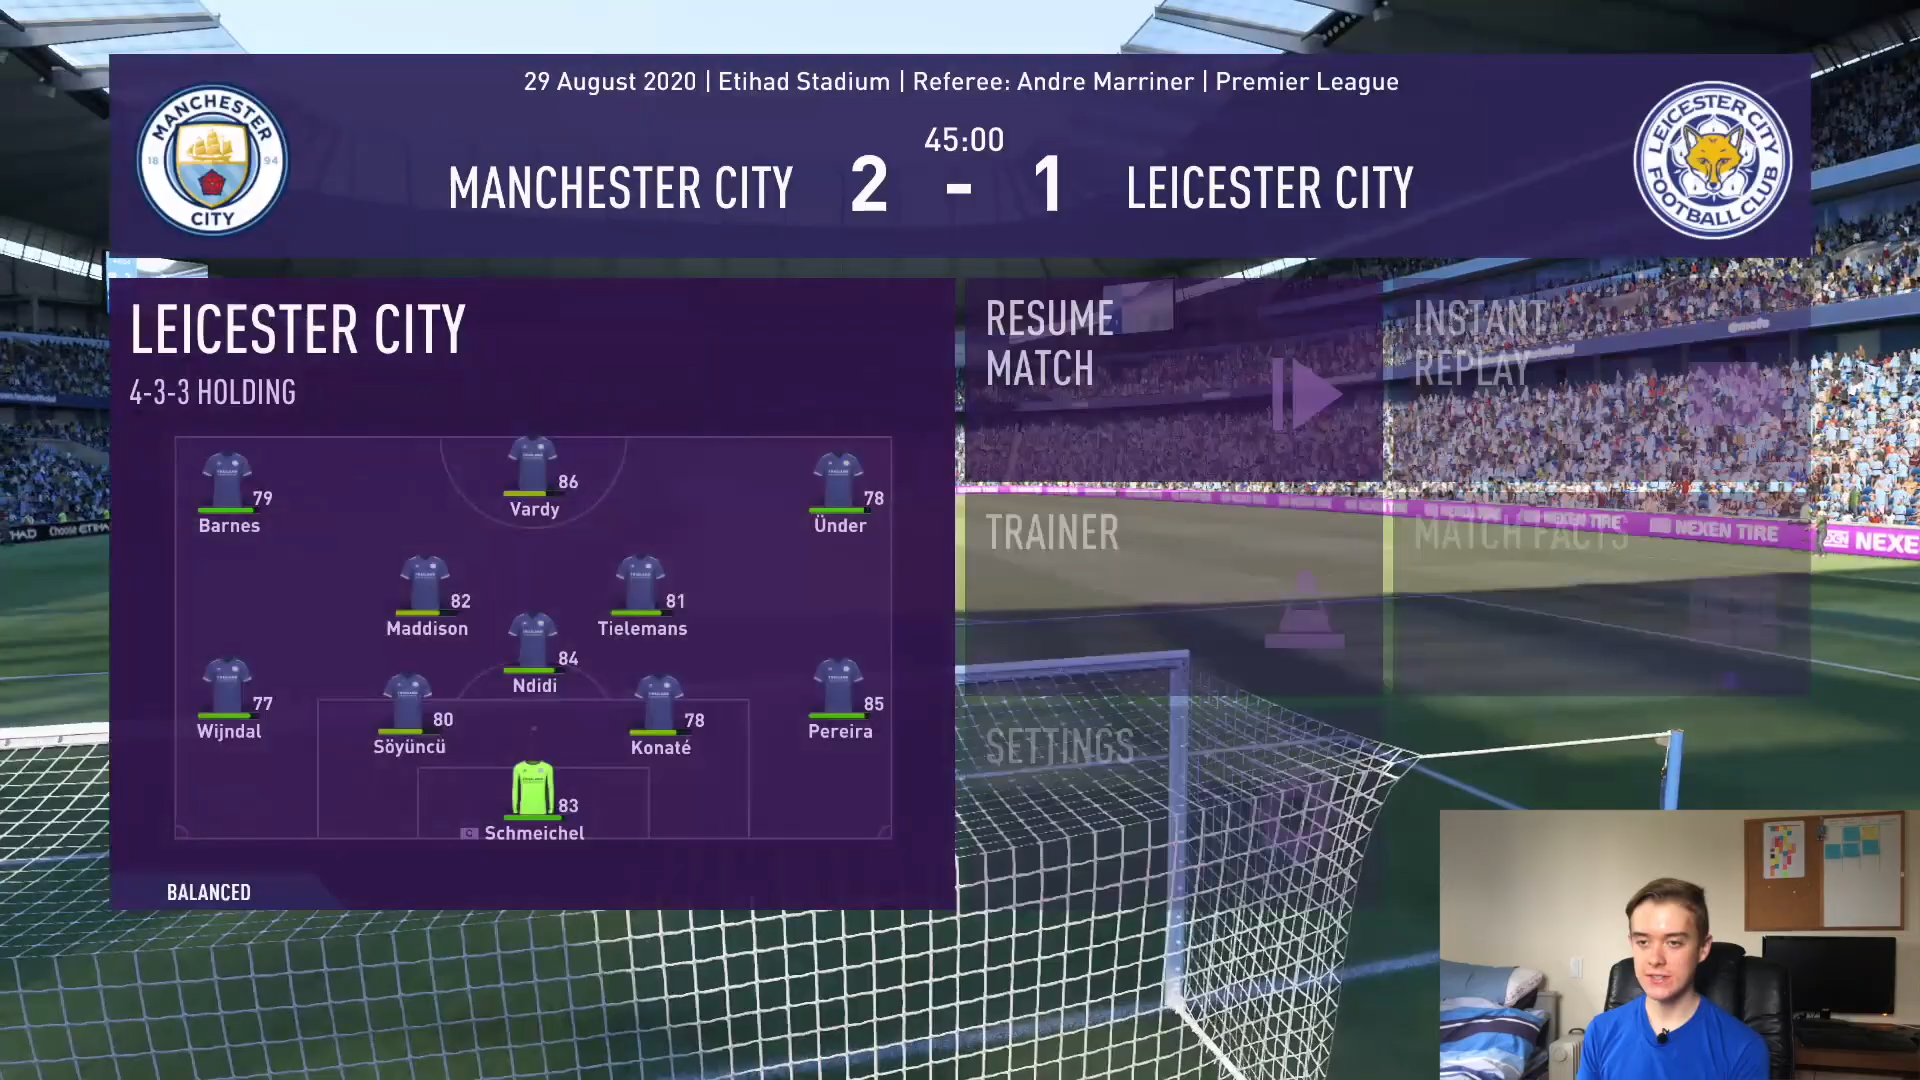 29 August 2020 | Etihad Stadium | Referee: Andre Marriner | Premier League
MANCHESTER
18 94
CITY
45:00
MANCHESTER CITY 2 - 1 LEICESTER CITY
LEICESTER CITY
FOOTBALL CLUB
LEICESTER CITY
4-3-3 HOLDING
RESUME
MATCH
INSTANT
REPLAY
TRAINER
MATCH FACTS
SETTINGS
86
Vardy
79
Barnes
78
Ünder
82
Maddison
81
Tielemans
84
Ndidi
77
Wijndal
80
Söyüncü
78
Konaté
85
Pereira
83
C Schmeichel
BALANCED
Choose ETIHA
NEXEN TIRE
NEXEN TIRE
NEXE